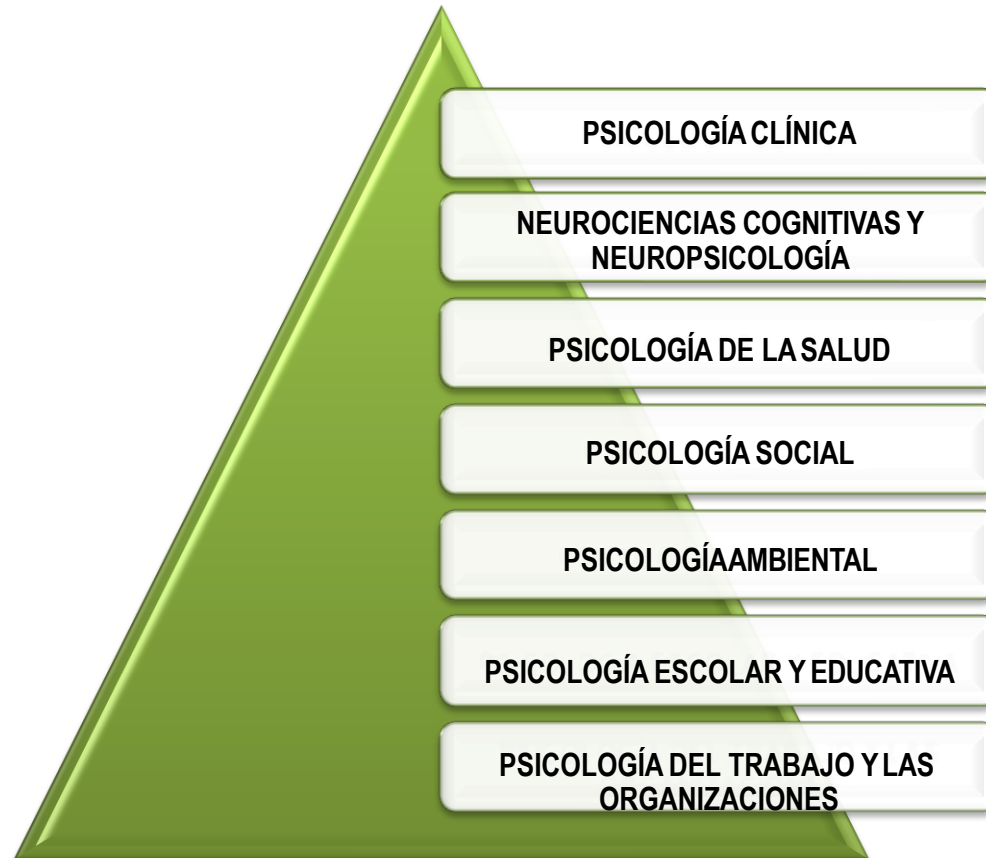 PSICOLOGÍA CLÍNICA
NEUROCIENCIAS COGNITIVAS Y
NEUROPSICOLOGÍA
PSICOLOGÍA DE LA SALUD
PSICOLOGÍA SOCIAL
PSICOLOGÍAAMBIENTAL
PSICOLOGÍA ESCOLAR Y EDUCATIVA
PSICOLOGÍA DEL TRABAJO Y LAS
ORGANIZACIONES